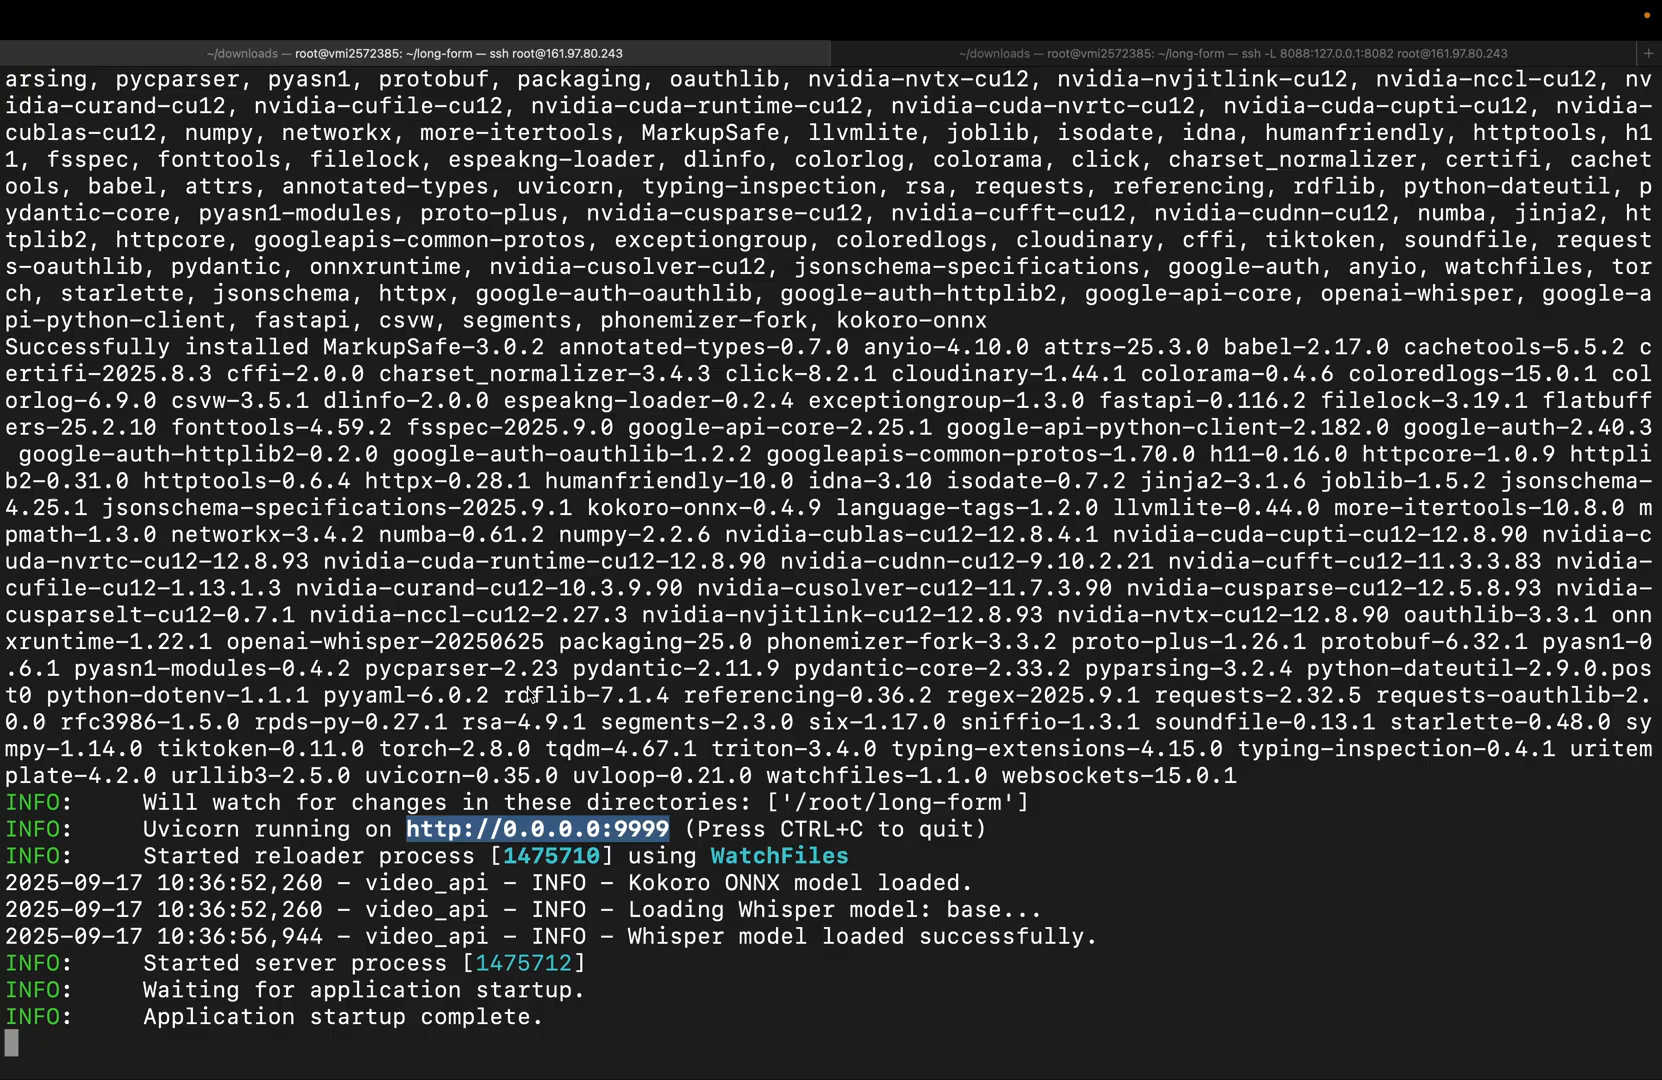 ~/downloads — root@vmi2572385: ~/long-form — ssh root@161.97.80.243
~/downloads — root@vmi2572385: ~/long-form — ssh -L 8088:127.0.0.1:8082 root@161.97.80.243
+
arsing, pycparser, pyasn1, protobuf, packaging, oauthlib, nvidia-nvtx-cu12, nvidia-nvjitlink-cu12, nvidia-nccl-cu12, nv
idia-curand-cu12, nvidia-cufile-cu12, nvidia-cuda-runtime-cu12, nvidia-cuda-nvrtc-cu12, nvidia-cuda-cupti-cu12, nvidia-
cublas-cu12, numpy, networkx, more-itertools, MarkupSafe, llvmlite, joblib, isodate, idna, humanfriendly, httptools, h1
1, fsspec, fonttools, filelock, espeakng-loader, dlinfo, colorlog, colorama, click, charset_normalizer, certifi, cachet
ools, babel, attrs, annotated-types, uvicorn, typing-inspection, rsa, requests, referencing, rdflib, python-dateutil, p
ydantic-core, pyasn1-modules, proto-plus, nvidia-cusparse-cu12, nvidia-cufft-cu12, nvidia-cudnn-cu12, numba, jinja2, ht
tplib2, httpcore, googleapis-common-protos, exceptiongroup, coloredlogs, cloudinary, cffi, tiktoken, soundfile, request
s-oauthlib, pydantic, onnxruntime, nvidia-cusolver-cu12, jsonschema-specifications, google-auth, anyio, watchfiles, tor
ch, starlette, jsonschema, httpx, google-auth-oauthlib, google-auth-httplib2, google-api-core, openai-whisper, google-a
pi-python-client, fastapi, csvw, segments, phonemizer-fork, kokoro-onnx
Successfully installed MarkupSafe-3.0.2 annotated-types-0.7.0 anyio-4.10.0 attrs-25.3.0 babel-2.17.0 cachetools-5.5.2 c
ertifi-2025.8.3 cffi-2.0.0 charset_normalizer-3.4.3 click-8.2.1 cloudinary-1.44.1 colorama-0.4.6 coloredlogs-15.0.1 col
orlog-6.9.0 csvw-3.5.1 dlinfo-2.0.0 espeakng-loader-0.2.4 exceptiongroup-1.3.0 fastapi-0.116.2 filelock-3.19.1 flatbuff
ers-25.2.10 fonttools-4.59.2 fsspec-2025.9.0 google-api-core-2.25.1 google-api-python-client-2.182.0 google-auth-2.40.3
google-auth-httplib2-0.2.0 google-auth-oauthlib-1.2.2 googleapis-common-protos-1.70.0 h11-0.16.0 httpcore-1.0.9 httpli
b2-0.31.0 httptools-0.6.4 httpx-0.28.1 humanfriendly-10.0 idna-3.10 isodate-0.7.2 jinja2-3.1.6 joblib-1.5.2 jsonschema-
4.25.1 jsonschema-specifications-2025.9.1 kokoro-onnx-0.4.9 language-tags-1.2.0 llvmlite-0.44.0 more-itertools-10.8.0 m
pmath-1.3.0 networkx-3.4.2 numba-0.61.2 numpy-2.2.6 nvidia-cublas-cu12-12.8.4.1 nvidia-cuda-cupti-cu12-12.8.90 nvidia-c
uda-nvrtc-cu12-12.8.93 nvidia-cuda-runtime-cu12-12.8.90 nvidia-cudnn-cu12-9.10.2.21 nvidia-cufft-cu12-11.3.3.83 nvidia-
cufile-cu12-1.13.1.3 nvidia-curand-cu12-10.3.9.90 nvidia-cusolver-cu12-11.7.3.90 nvidia-cusparse-cu12-12.5.8.93 nvidia-
cusparselt-cu12-0.7.1 nvidia-nccl-cu12-2.27.3 nvidia-nvjitlink-cu12-12.8.93 nvidia-nvtx-cu12-12.8.90 oauthlib-3.3.1 onn
xruntime-1.22.1 openai-whisper-20250625 packaging-25.0 phonemizer-fork-3.3.2 proto-plus-1.26.1 protobuf-6.32.1 pyasn1-0
.6.1 pyasn1-modules-0.4.2 pycparser-2.23 pydantic-2.11.9 pydantic-core-2.33.2 pyparsing-3.2.4 python-dateutil-2.9.0.pos
t0 python-dotenv-1.1.1 pyyaml-6.0.2 rdflib-7.1.4 referencing-0.36.2 regex-2025.9.1 requests-2.32.5 requests-oauthlib-2.
0.0 rfc3986-1.5.0 rpds-py-0.27.1 rsa-4.9.1 segments-2.3.0 six-1.17.0 sniffio-1.3.1 soundfile-0.13.1 starlette-0.48.0 sy
mpy-1.14.0 tiktoken-0.11.0 torch-2.8.0 tqdm-4.67.1 triton-3.4.0 typing-extensions-4.15.0 typing-inspection-0.4.1 uritem
plate-4.2.0 urllib3-2.5.0 uvicorn-0.35.0 uvloop-0.21.0 watchfiles-1.1.0 websockets-15.0.1
INFO:     Will watch for changes in these directories: ['/root/long-form']
INFO:     Uvicorn running on http://0.0.0.0:9999 (Press CTRL+C to quit)
INFO:     Started reloader process [1475710] using WatchFiles
2025-09-17 10:36:52,260 – video_api – INFO – Kokoro ONNX model loaded.
2025-09-17 10:36:52,260 – video_api – INFO – Loading Whisper model: base...
2025-09-17 10:36:56,944 – video_api – INFO – Whisper model loaded successfully.
INFO:     Started server process [1475712]
INFO:     Waiting for application startup.
INFO:     Application startup complete.